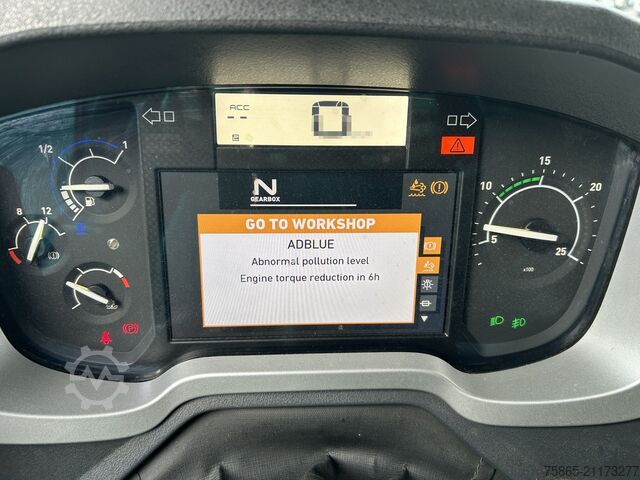 ACC
--
0
1/2
1
8
12
N
GEARBOX
GO TO WORKSHOP
ADBLUE
Abnormal pollution level
Engine torque reduction in 6h
5
10
15
20
25
x100
M
75865-21173277